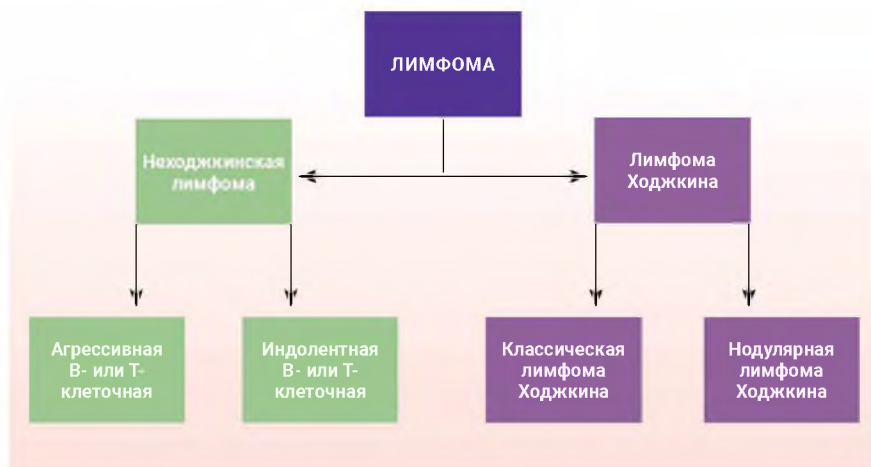 ЛИМФОМА
Неходжкинская
лимфома
Лимфома
Ходжкина
Агрессивная
В- или Т-
клеточная
Индолентная
В- или Т-
клеточная
Классическая
лимфома
Ходжкина
Нодулярная
лимфома
Ходжкина